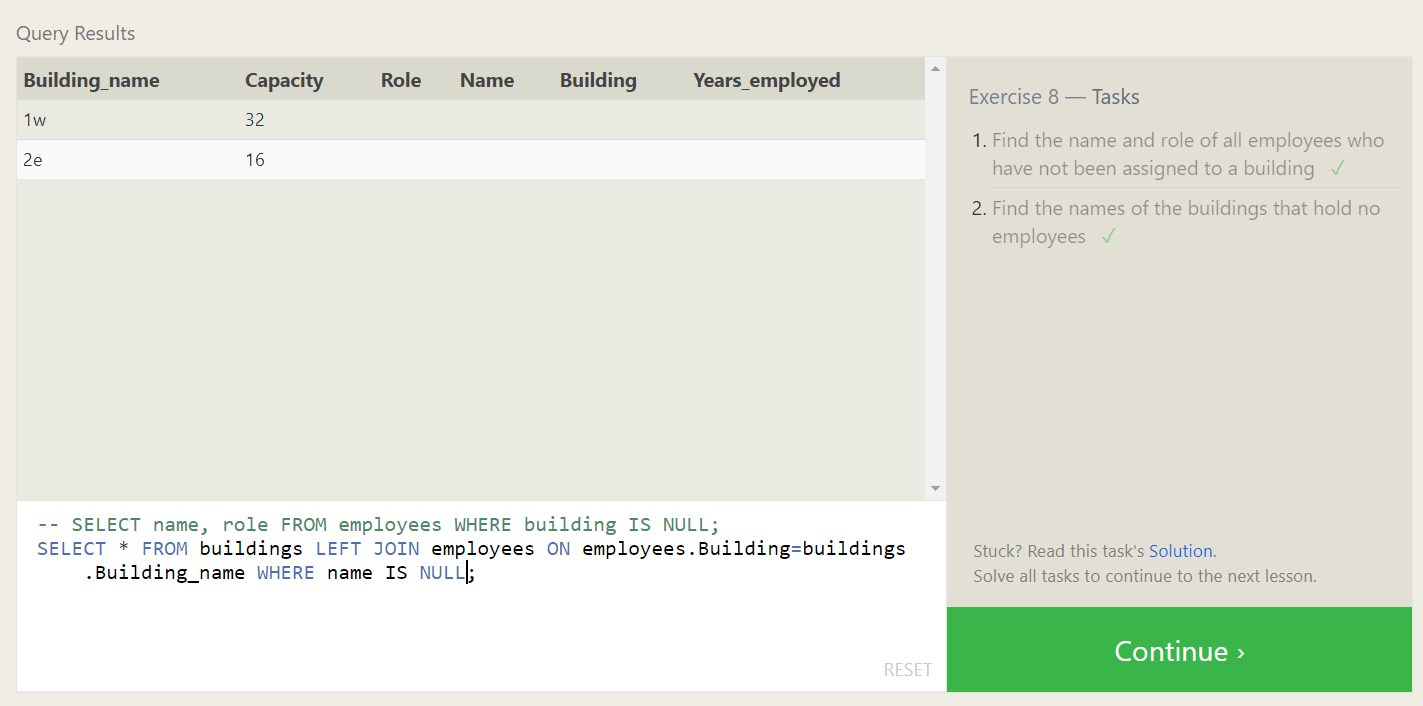 Query Results
Building_name Capacity Role Name Building Years_employed
1w 32
2e 16
-- SELECT name, role FROM employees WHERE building IS NULL;
SELECT * FROM buildings LEFT JOIN employees ON employees.Building=buildings
.Building_name WHERE name IS NULL;
RESET
Exercise 8 — Tasks
1. Find the name and role of all employees who
have not been assigned to a building ✓
2. Find the names of the buildings that hold no
employees ✓
Stuck? Read this task's Solution.
Solve all tasks to continue to the next lesson.
Continue ›